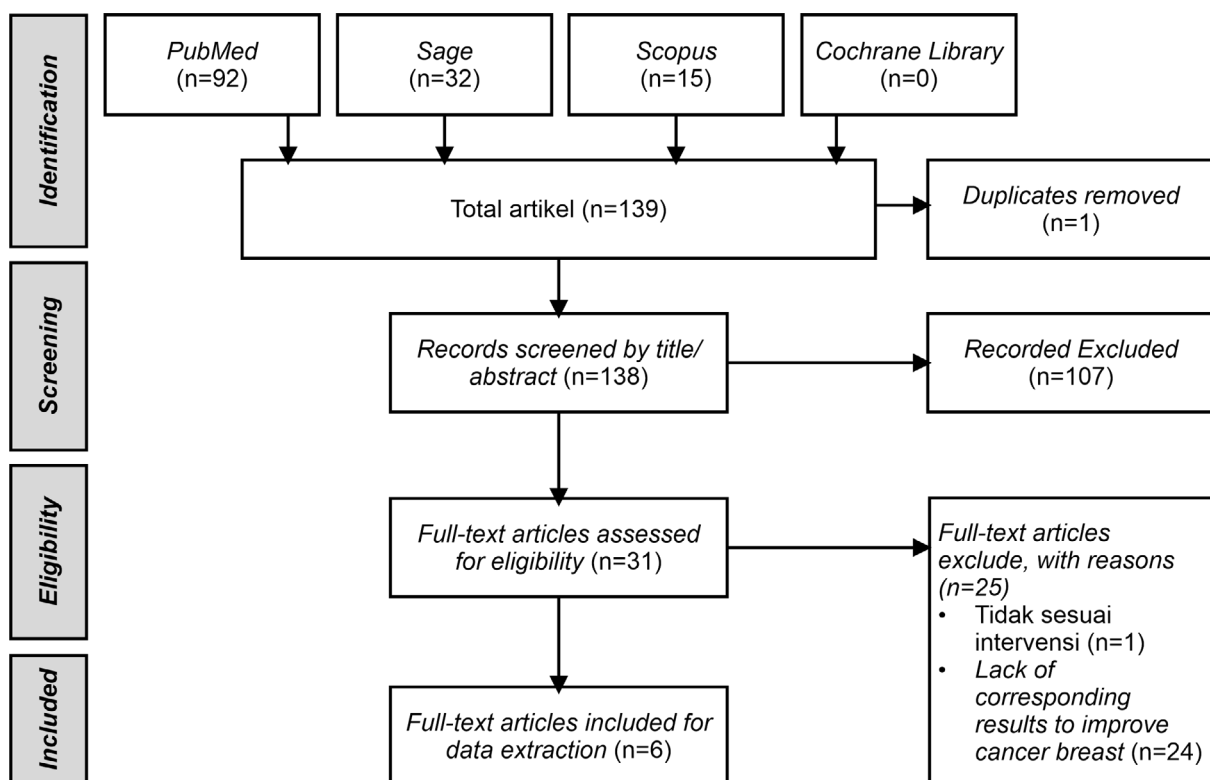 Identification
PubMed
(n=92)
Sage
(n=32)
Scopus
(n=15)
Cochrane Library
(n=0)
Total artikel (n=139)
Duplicates removed
(n=1)
Screening
Records screened by title/
abstract (n=138)
Recorded Excluded
(n=107)
Eligibility
Full-text articles assessed
for eligibility (n=31)
Full-text articles
exclude, with reasons
(n=25)
• Tidak sesuai
intervensi (n=1)
• Lack of
corresponding
results to improve
cancer breast (n=24)
Included
Full-text articles included for
data extraction (n=6)